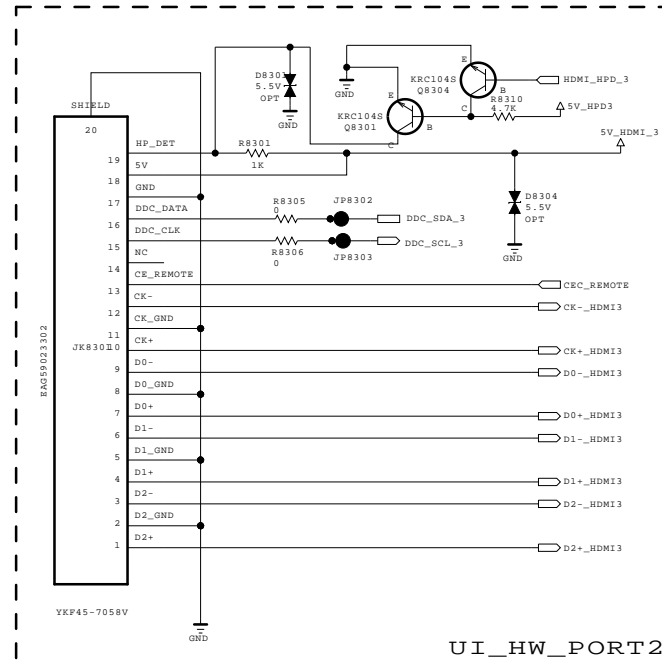 E
D8301
5.5V
OPT
GND
GND
KRC104S
Q8304
E
B
C
HDMI_HPD_3
KRC104S
Q8301
E
B
C
R8310
4.7K
5V_HPD3
5V_HDMI_3
SHIELD
20
HP_DET
19
R8301
1K
5V
18
GND
17
DDC_DATA
16
R8305
0
JP8302
DDC_SDA_3
DDC_CLK
15
R8306
0
JP8303
DDC_SCL_3
D8304
5.5V
OPT
GND
NC
14
CE_REMOTE
13
CEC_REMOTE
CK-
12
CK-_HDMI3
CK_GND
11
CK+
JK8301
10
CK+_HDMI3
D0-
9
D0-_HDMI3
D0_GND
8
D0+
7
D0+_HDMI3
D1-
6
D1-_HDMI3
D1_GND
5
D1+
4
D1+_HDMI3
D2-
3
D2-_HDMI3
D2_GND
2
D2+
1
D2+_HDMI3
EAG59023302
YKF45-7058V
GND
UI_HW_PORT2